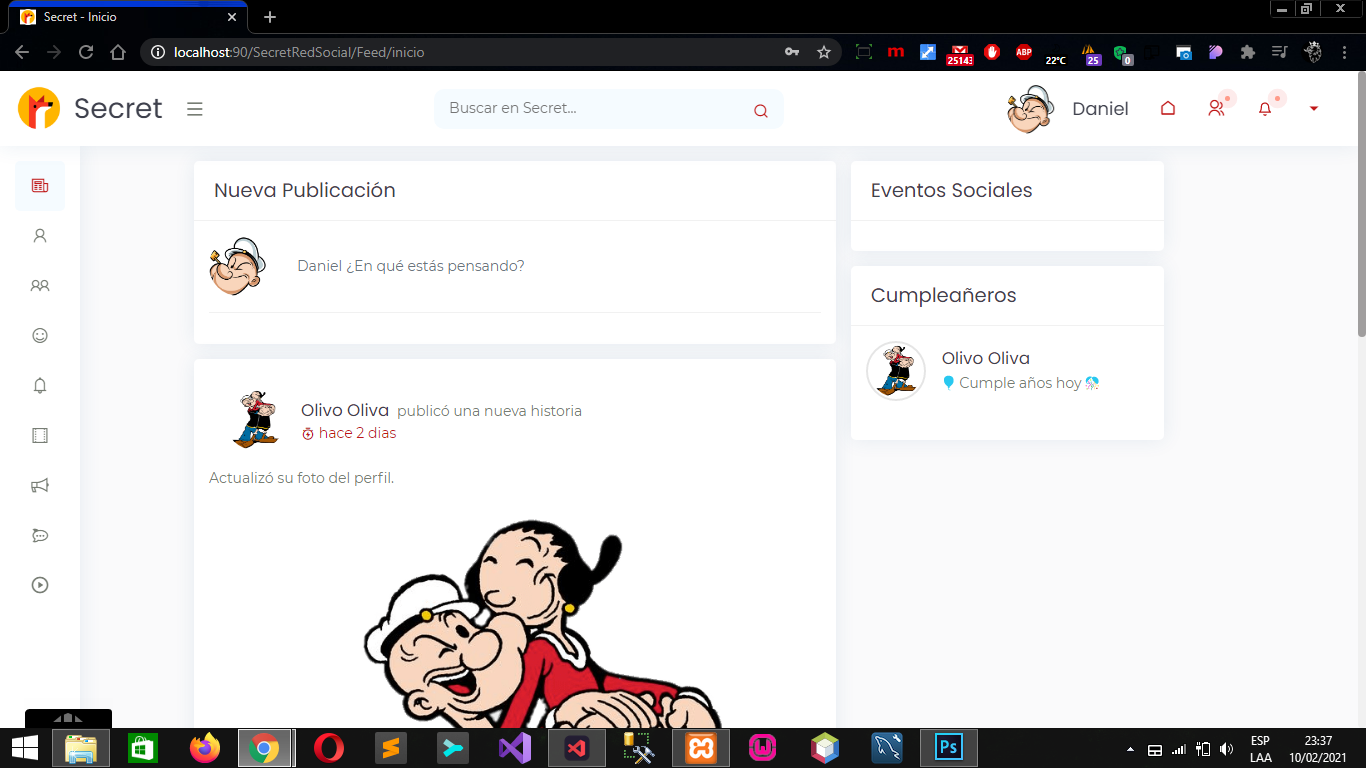 Secret - Inicio
localhost:90/SecretRedSocial/Feed/inicio
25143
ABP
22°C
25
0
Secret
Buscar en Secret...
Daniel
Nueva Publicación
Daniel ¿En qué estás pensando?
Olivo Oliva publicó una nueva historia
hace 2 dias
Actualizó su foto del perfil.
Eventos Sociales
Cumpleañeros
Olivo Oliva
Cumple años hoy
Ps
ESP
LAA
23:37
10/02/2021